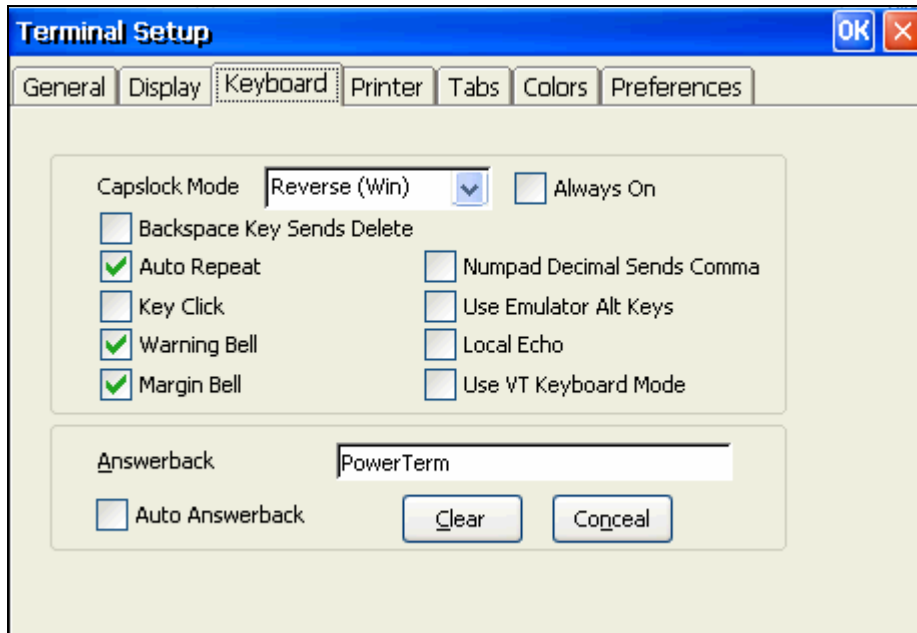 Terminal Setup OK
General Display Keyboard Printer Tabs Colors Preferences
Capslock Mode Reverse (Win) Always On
Backspace Key Sends Delete
Auto Repeat Numpad Decimal Sends Comma
Key Click Use Emulator Alt Keys
Warning Bell Local Echo
Margin Bell Use VT Keyboard Mode
Answerback PowerTerm
Auto Answerback Clear Conceal